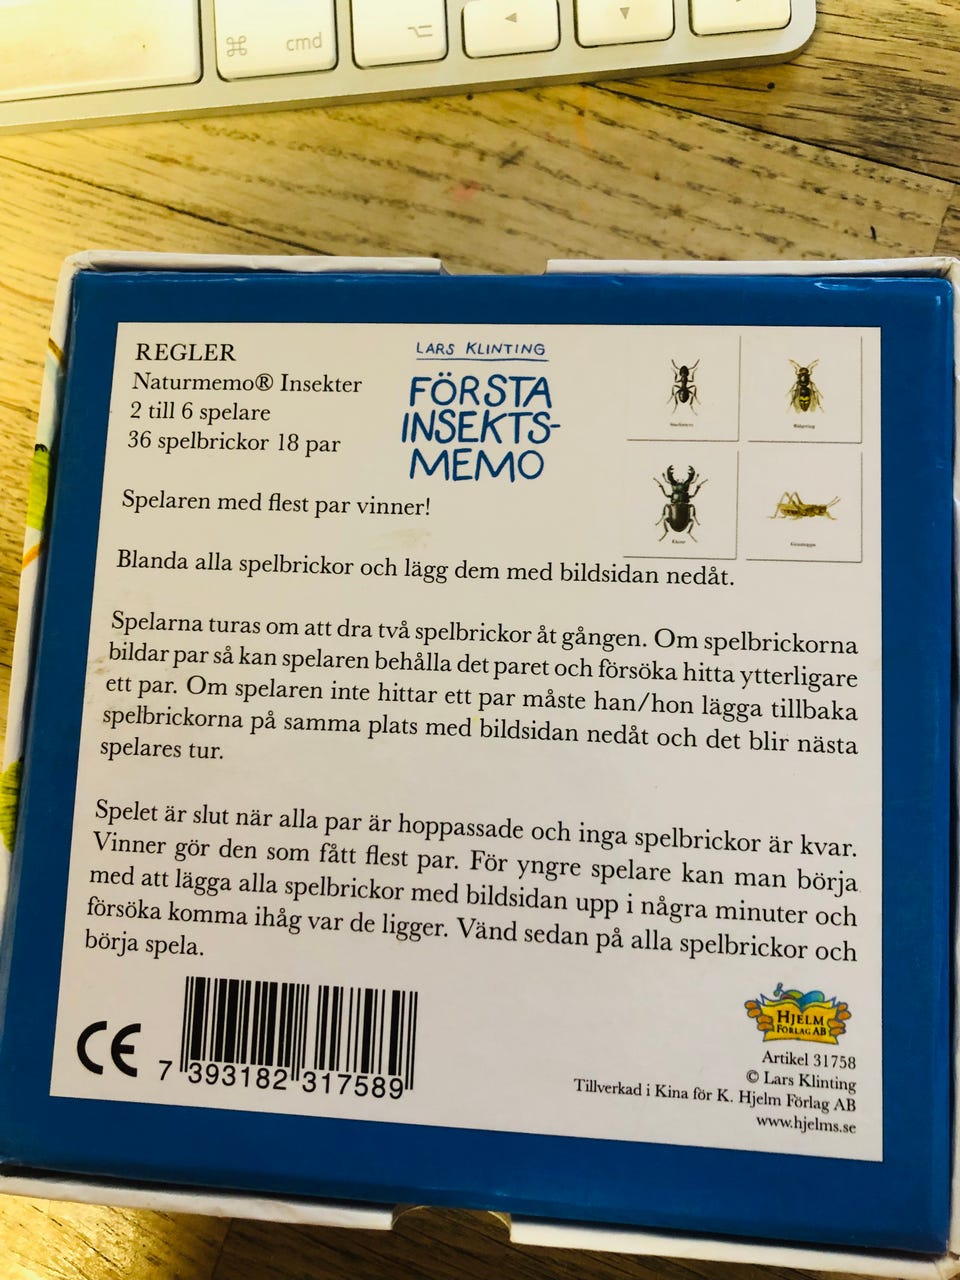 cmd
REGLER
Naturmemo® Insekter
2 till 6 spelare
36 spelbrickor 18 par
LARS KLINTING
FÖRSTA
INSEKTS-
MEMO
Spelaren med flest par vinner!
Blanda alla spelbrickor och lägg dem med bildsidan nedåt.
Spelarna turas om att dra två spelbrickor åt gången. Om spelbrickorna
bildar par så kan spelaren behålla det paret och försöka hitta ytterligare
ett par. Om spelaren inte hittar ett par måste han/hon lägga tillbaka
spelbrickorna på samma plats med bildsidan nedåt och det blir nästa
spelares tur.
Spelet är slut när alla par är hoppassade och inga spelbrickor är kvar.
Vinner gör den som fått flest par. För yngre spelare kan man börja
med att lägga alla spelbrickor med bildsidan upp i några minuter och
försöka komma ihåg var de ligger. Vänd sedan på alla spelbrickor och
börja spela.
CE
7 393182 317589
HJELM
FÖRLAG AB
Artikel 31758
© Lars Klinting
Tillverkad i Kina för K. Hjelm Förlag AB
www.hjelms.se